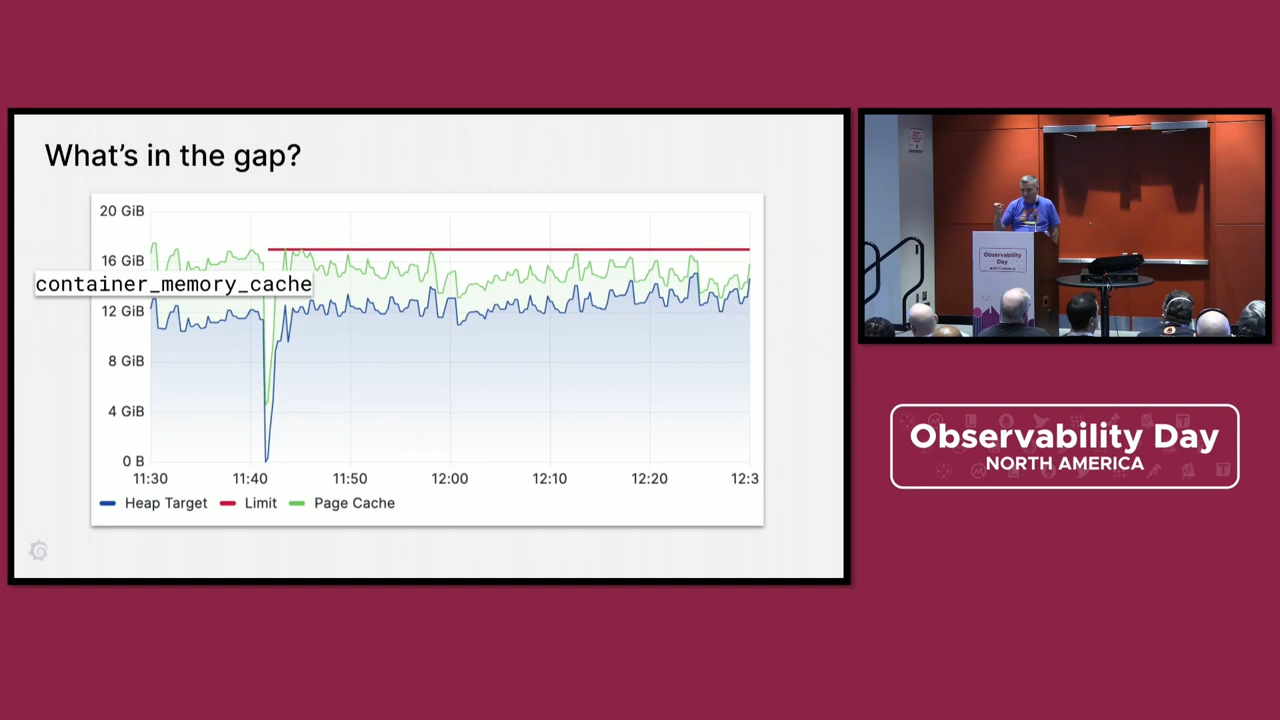 What's in the gap?
20 GiB
16 GiB
container_memory_cache
12 GiB
8 GiB
4 GiB
0 B
11:30 11:40 11:50 12:00 12:10 12:20 12:3
Heap Target Limit Page Cache
Observability
Day
NORTH AMERICA
Observability Day
NORTH AMERICA